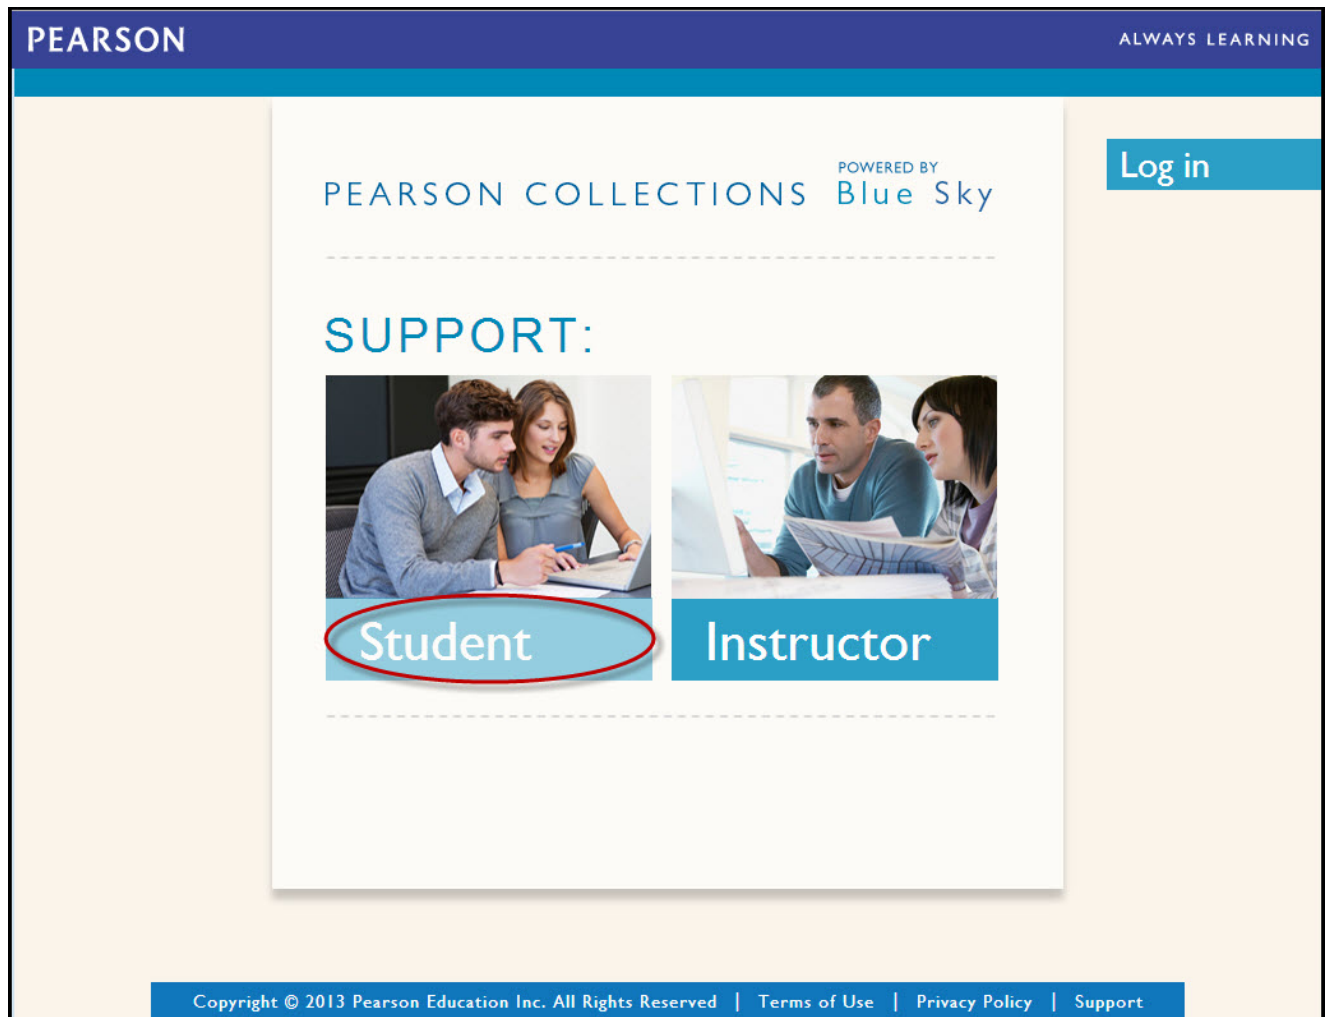 PEARSON
ALWAYS LEARNING
Log in
PEARSON COLLECTIONS
POWERED BY
Blue Sky
SUPPORT:
Student
Instructor
Copyright © 2013 Pearson Education Inc. All Rights Reserved | Terms of Use | Privacy Policy | Support